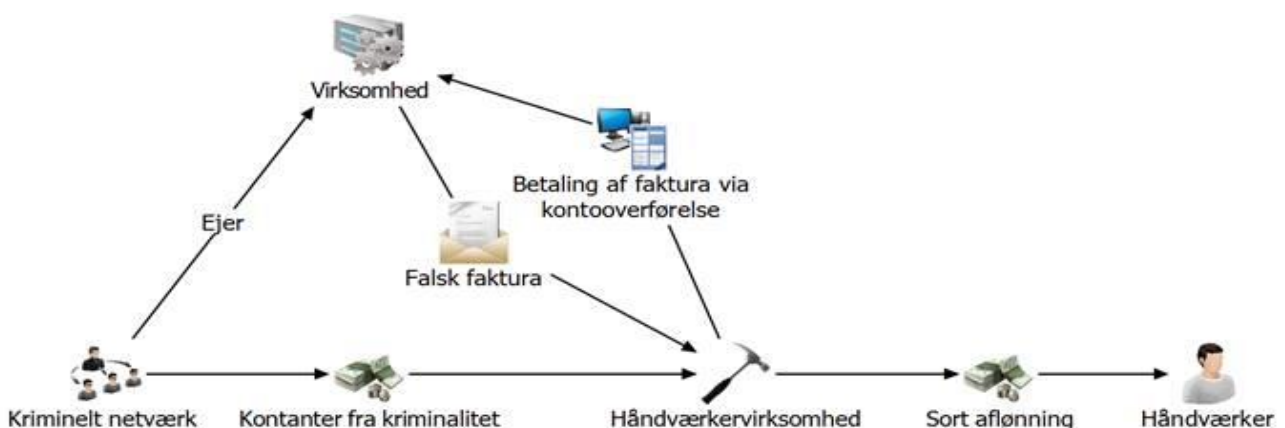 Virksomhed
Betaling af faktura via
kontooverførelse
Ejer
Falsk faktura
Kriminelt netværk
Kontanter fra kriminalitet
Håndværkervirksomhed
Sort aflønning
Håndværker